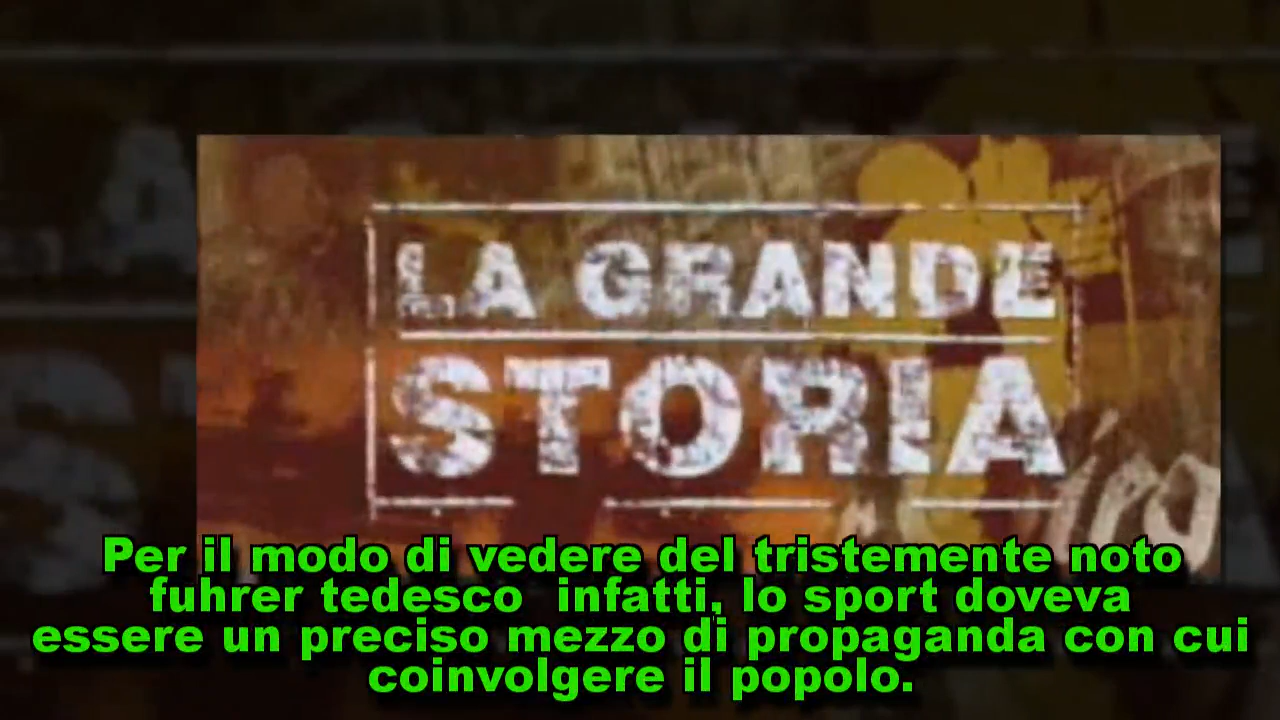 LA GRANDE
STORIA
Per il modo di vedere del tristemente noto
fuhrer tedesco  infatti, lo sport doveva
essere un preciso mezzo di propaganda con cui
coinvolgere il popolo.